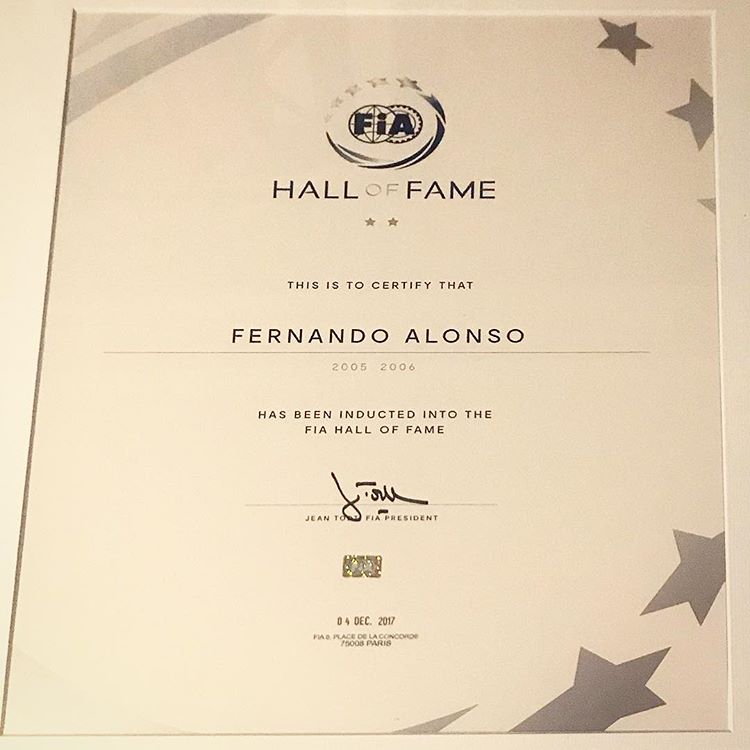 FiA
HALL OF FAME
THIS IS TO CERTIFY THAT
FERNANDO ALONSO
2005 2006
HAS BEEN INDUCTED INTO THE
FIA HALL OF FAME
JEAN TODT FIA PRESIDENT
04 DEC. 2017
FIA 8, PLACE DE LA CONCORDE
75008 PARIS